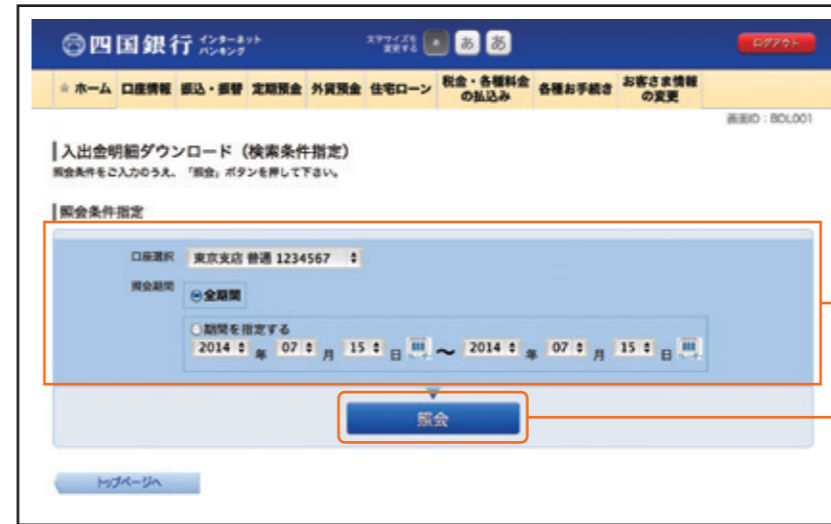 四国銀行 インターネットバンキング 文字サイズを変更する あ あ ログアウト
ホーム 口座情報 振込・振替 定期預金 外貨預金 住宅ローン 税金・各種料金の払込み 各種お手続き お客さま情報の変更
画面ID：BDL001
入出金明細ダウンロード（検索条件指定）
照会条件をご入力のうえ、「照会」ボタンを押して下さい。
照会条件指定
口座選択 東京支店 普通 1234567
照会期間 全期間
期間を指定する
2014 年 07 月 15 日 ～ 2014 年 07 月 15 日
照会
トップページへ